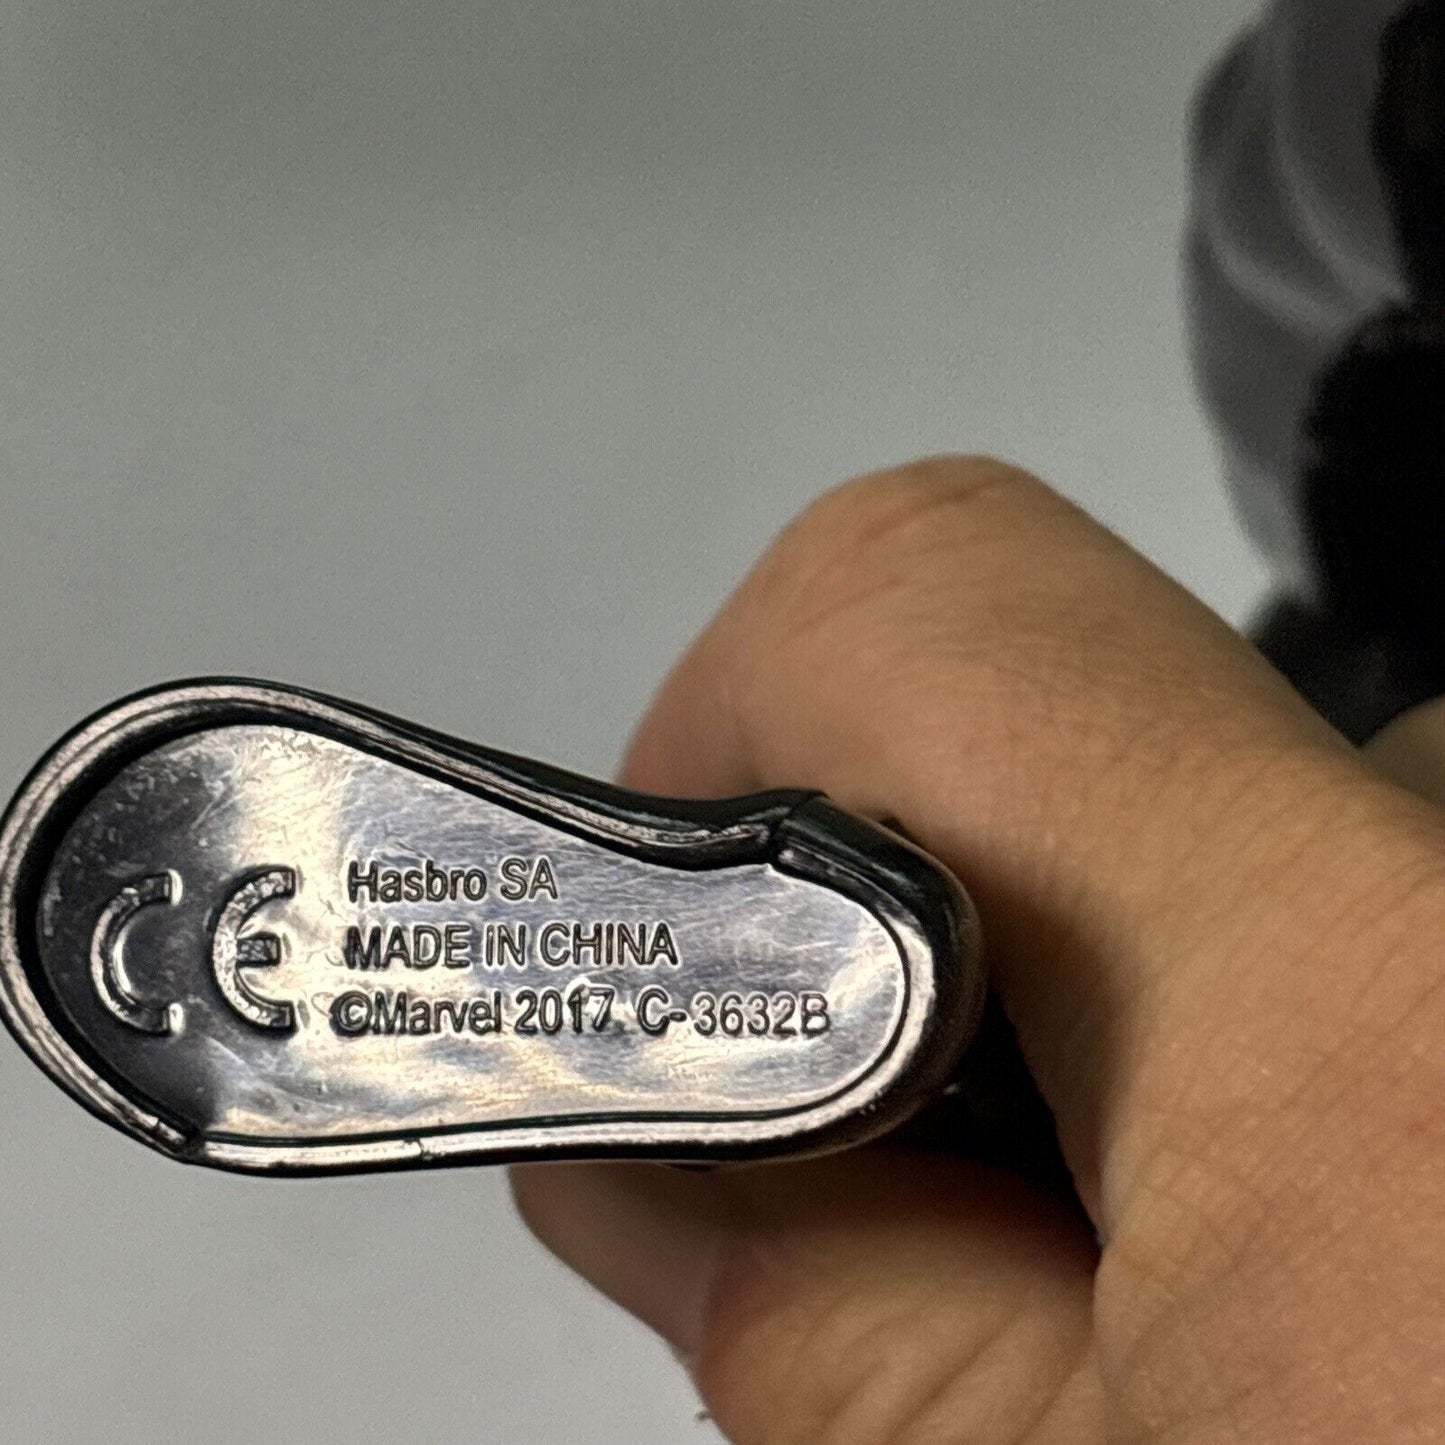 CE
Hasbro SA
MADE IN CHINA
©Marvel 2017 C-3632B